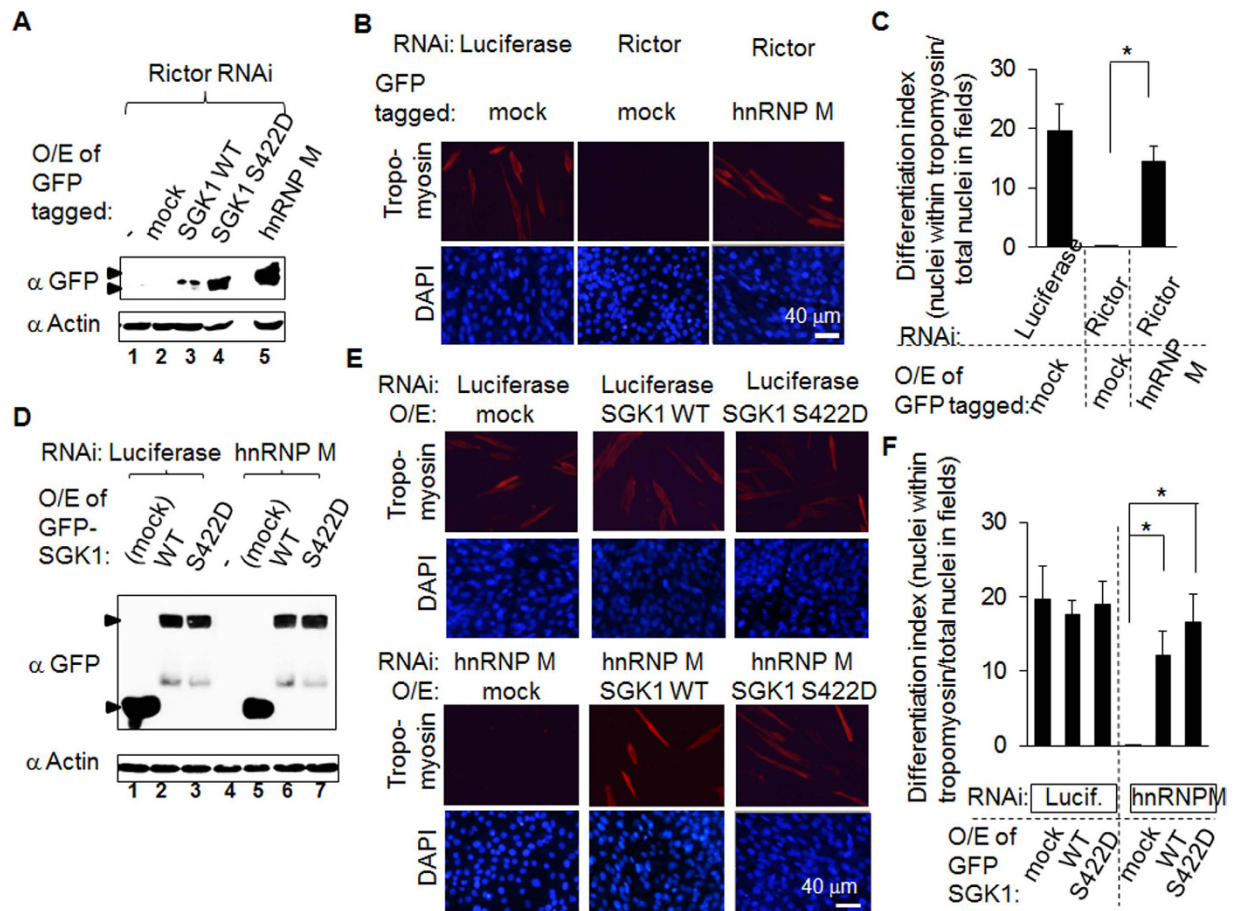 A
Rictor RNAi
O/E of
GFP
tagged:
-
mock
SGK1 WT
SGK1 S422D
hnRNP M
α GFP
α Actin
1 2 3 4 5
B
RNAi: Luciferase Rictor Rictor
GFP
tagged: mock mock hnRNP M
Tropo-
myosin
DAPI
40 μm
C
Differentiation index
(nuclei within tropomyosin/
total nuclei in fields)
30
20
10
0
*
RNAi: Luciferase Rictor Rictor
O/E of
GFP tagged: mock mock hnRNP
M
D
RNAi: Luciferase hnRNP M
O/E of
GFP-
SGK1:
(mock) WT S422D - (mock) WT S422D
α GFP
α Actin
1 2 3 4 5 6 7
E
RNAi: Luciferase Luciferase Luciferase
O/E: mock SGK1 WT SGK1 S422D
Tropo-
myosin
DAPI
RNAi: hnRNP M hnRNP M hnRNP M
O/E: mock SGK1 WT SGK1 S422D
Tropo-
myosin
DAPI
40 μm
F
Differentiation index (nuclei within
tropomyosin/total nuclei in fields)
30
20
10
0
*
*
RNAi: Lucif. hnRNPM
O/E of
GFP
SGK1:
mock WT S422D mock WT S422D